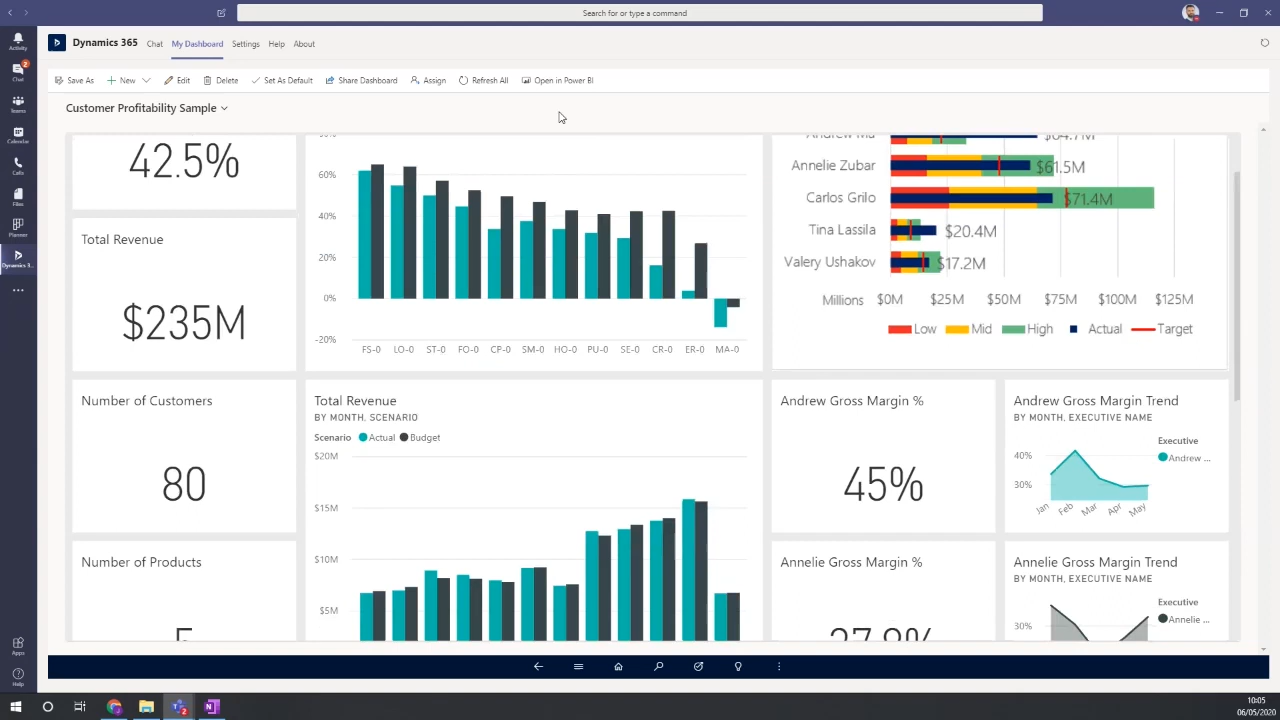 Search for or type a command
Activity
Chat
2
Teams
Calendar
Calls
Files
Planner
Dynamics 3...
Apps
Help
Dynamics 365 Chat My Dashboard Settings Help About
Save As New Edit Delete Set As Default Share Dashboard Assign Refresh All Open in Power BI
Customer Profitability Sample
42.5%
Total Revenue
$235M
Number of Customers
80
Number of Products
60%
40%
20%
0%
-20%
FS-0 LO-0 ST-0 FO-0 CP-0 SM-0 HO-0 PU-0 SE-0 CR-0 ER-0 MA-0
Total Revenue
BY MONTH, SCENARIO
Scenario Actual Budget
$20M
$15M
$10M
$5M
Annelie Zubar $61.5M
Carlos Grilo $71.4M
Tina Lassila $20.4M
Valery Ushakov $17.2M
Millions $0M $25M $50M $75M $100M $125M
Low Mid High Actual Target
Andrew Gross Margin %
45%
Annelie Gross Margin %
Andrew Gross Margin Trend
BY MONTH, EXECUTIVE NAME
Executive
Andrew ...
40%
30%
Jan Feb Mar Apr May
Annelie Gross Margin Trend
BY MONTH, EXECUTIVE NAME
Executive
Annelie ...
30%
10:05
06/05/2020